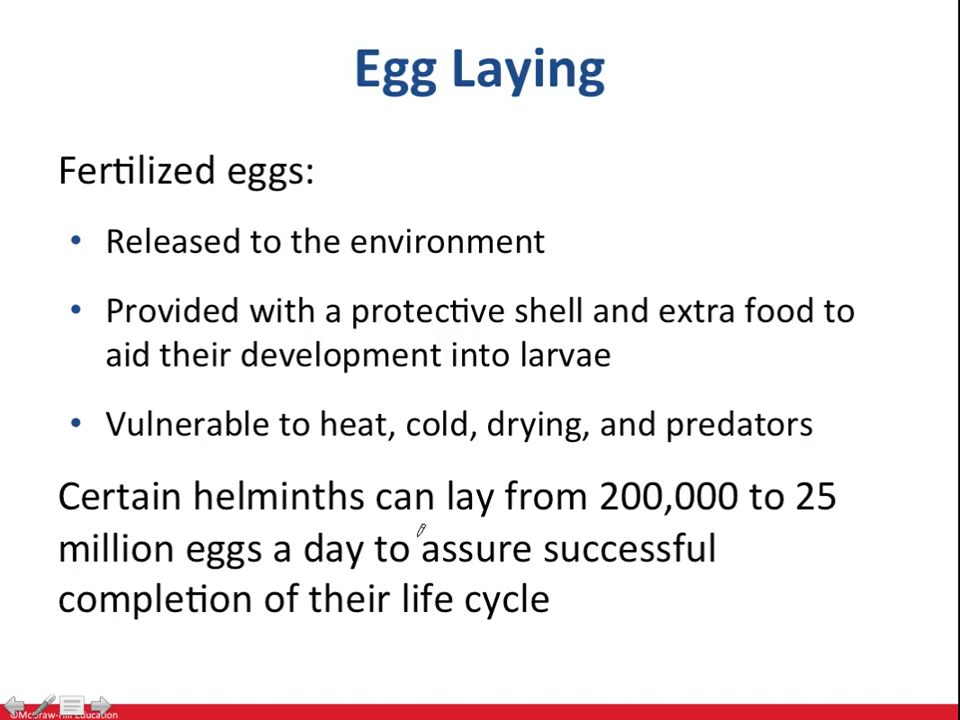 Egg Laying
Fertilized eggs:
• Released to the environment
• Provided with a protective shell and extra food to
aid their development into larvae
• Vulnerable to heat, cold, drying, and predators
Certain helminths can lay from 200,000 to 25
million eggs a day to assure successful
completion of their life cycle
©McGraw-Hill Education